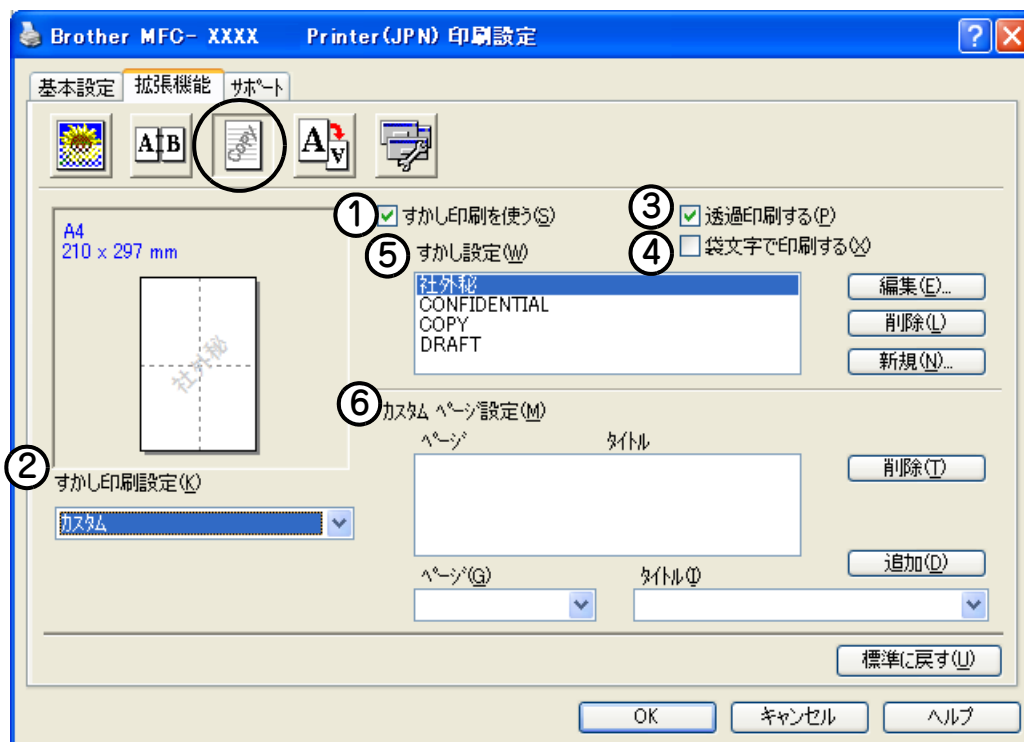 Brother MFC- XXXX Printer(JPN) 印刷設定
基本設定 拡張機能 サポート
A B Copy A A
① すかし印刷を使う(S) ③ 透過印刷する(P)
A4
210 x 297 mm
⑤ すかし設定(W) ④ 袋文字で印刷する(X)
社外秘
CONFIDENTIAL
COPY
DRAFT
編集(E)...
削除(L)
新規(N)...
社外秘
⑥ カスタム ページ設定(M)
ページ タイトル
② すかし印刷設定(K)
カスタム
削除(T)
追加(D)
ページ(G) タイトル(I)
標準に戻す(U)
OK キャンセル ヘルプ